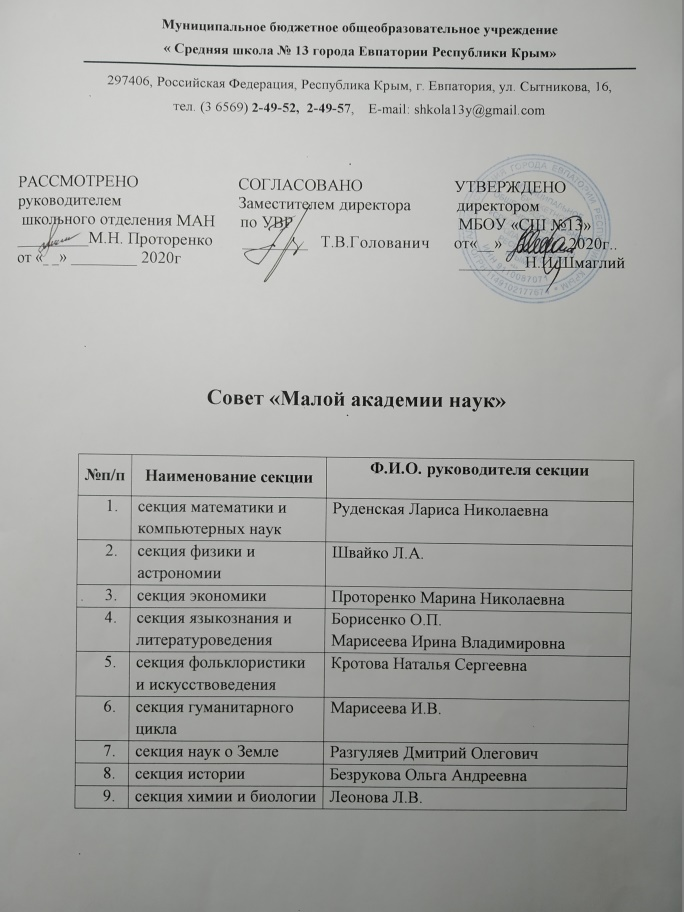 Муниципальное бюджетное общеобразовательное учреждение
« Средняя школа № 13 города Евпатории Республики Крым»
297406, Российская Федерация, Республика Крым, г. Евпатория, ул. Сытникова, 16,
тел. (3 6569) 2-49-52, 2-49-57, E-mail: shkola13y@gmail.com
РАССМОТРЕНО
руководителем
школьного отделения МАН
________М.Н. Проторенко
от «__» ________ 2020г
СОГЛАСОВАНО
Заместителем директора
по УВР
________ Т.В.Голованич
УТВЕРЖДЕНО
директором
МБОУ «СШ №13»
от«__» ________2020г..
________Н.И.Шмаглий
Совет «Малой академии наук»
№п/п Наименование секции Ф.И.О. руководителя секции
1. секция математики и Руденская Лариса Николаевна
компьютерных наук
2. секция физики и Швайко Л.А.
астрономии
3. секция экономики Проторенко Марина Николаевна
4. секция языкознания и Борисенко О.П.
литературоведения Марисеева Ирина Владимировна
5. секция фольклористики Кротова Наталья Сергеевна
и искусствоведения
6. секция гуманитарного Марисеева И.В.
цикла
7. секция наук о Земле Разгуляев Дмитрий Олегович
8. секция истории Безрукова Ольга Андреевна
9. секция химии и биологии Леонова Л.В.